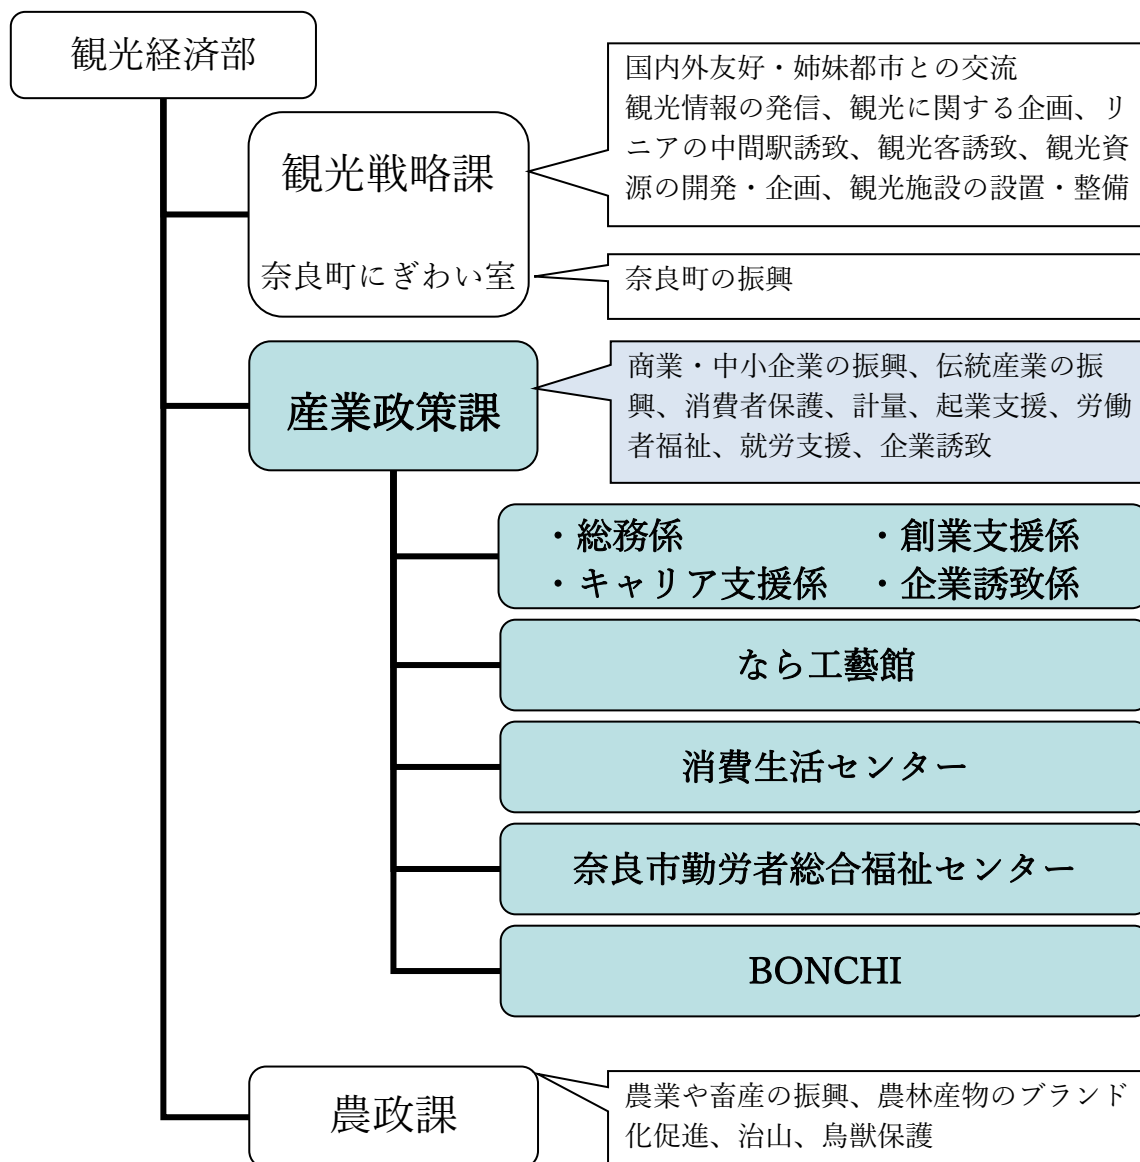 観光経済部
国内外友好・姉妹都市との交流
観光情報の発信、観光に関する企画、リ
ニアの中間駅誘致、観光客誘致、観光資
源の開発・企画、観光施設の設置・整備
観光戦略課
奈良町にぎわい室
奈良町の振興
商業・中小企業の振興、伝統産業の振
興、消費者保護、計量、起業支援、労働
者福祉、就労支援、企業誘致
産業政策課
・総務係 ・創業支援係
・キャリア支援係 ・企業誘致係
なら工藝館
消費生活センター
奈良市勤労者総合福祉センター
BONCHI
農政課
農業や畜産の振興、農林産物のブランド
化促進、治山、鳥獣保護